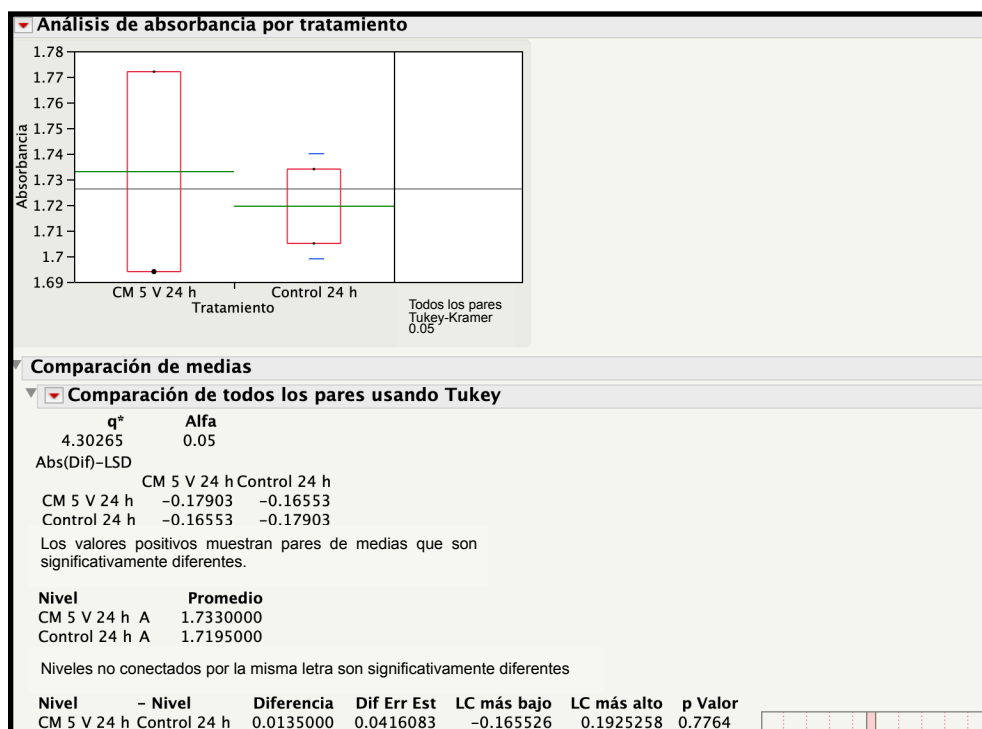 Análisis de absorbancia por tratamiento
1.78
1.77
1.76
1.75
1.74
1.73
1.72
1.71
1.7
1.69
Absorbancia
CM 5 V 24 h Control 24 h
Tratamiento
Todos los pares
Tukey-Kramer
0.05
Comparación de medias
Comparación de todos los pares usando Tukey
q* Alfa
4.30265 0.05
Abs(Dif)-LSD
CM 5 V 24 h Control 24 h
CM 5 V 24 h -0.17903 -0.16553
Control 24 h -0.16553 -0.17903
Los valores positivos muestran pares de medias que son
significativamente diferentes.
Nivel Promedio
CM 5 V 24 h A 1.7330000
Control 24 h A 1.7195000
Niveles no conectados por la misma letra son significativamente diferentes
Nivel - Nivel Diferencia Dif Err Est LC más bajo LC más alto p Valor
CM 5 V 24 h Control 24 h 0.0135000 0.0416083 -0.165526 0.1925258 0.7764